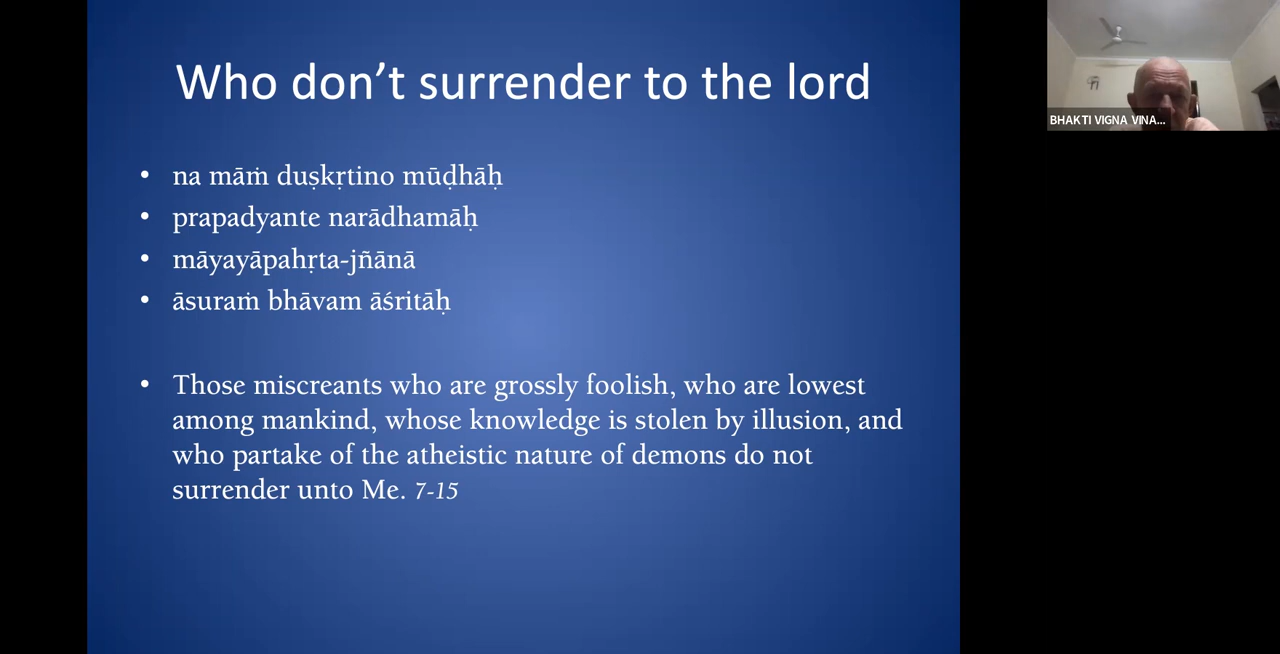 Who don’t surrender to the lord
• na māṁ duṣkṛtino mūḍhāḥ
• prapadyante narādhamāḥ
• māyayāpahṛta-jñānā
• āsuraṁ bhāvam āśritāḥ
• Those miscreants who are grossly foolish, who are lowest
among mankind, whose knowledge is stolen by illusion, and
who partake of the atheistic nature of demons do not
surrender unto Me. 7-15
BHAKTI VIGNA VINA...